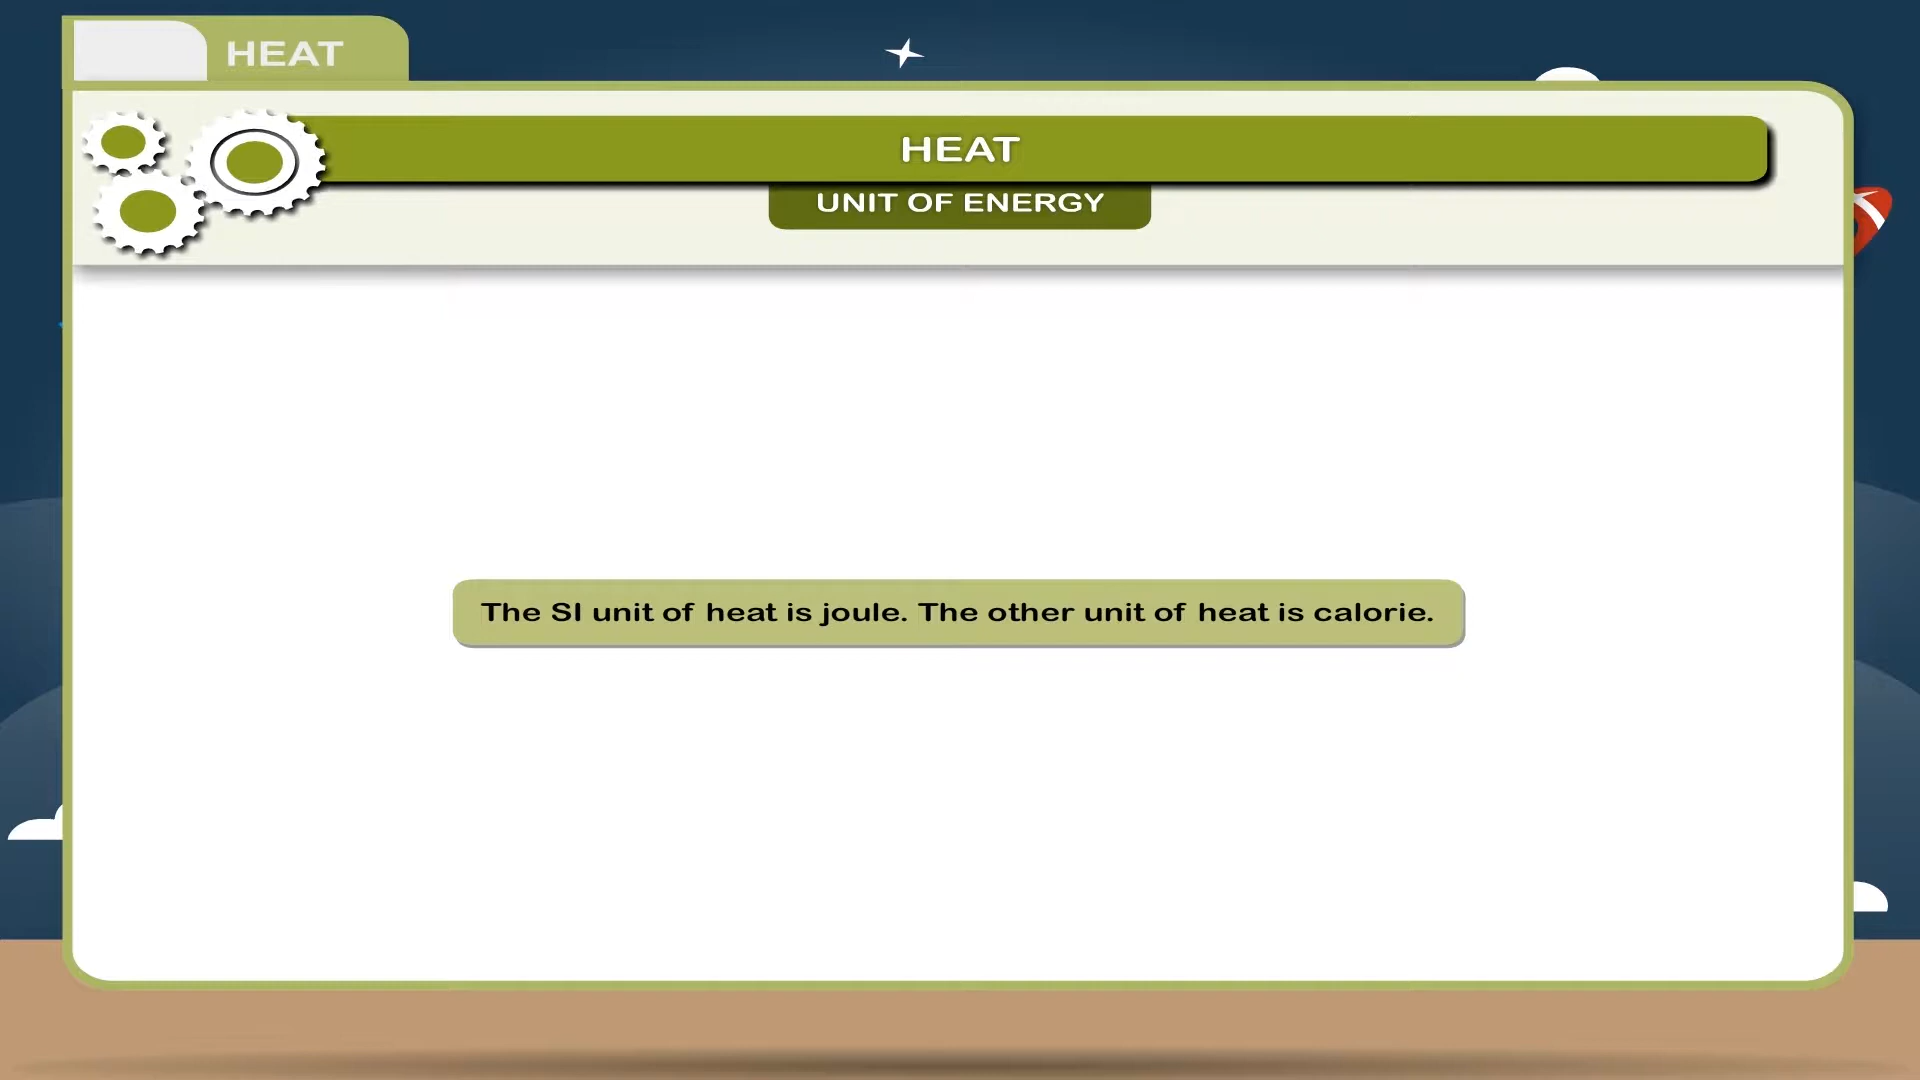 HEAT
HEAT
UNIT OF ENERGY
The SI unit of heat is joule. The other unit of heat is calorie.